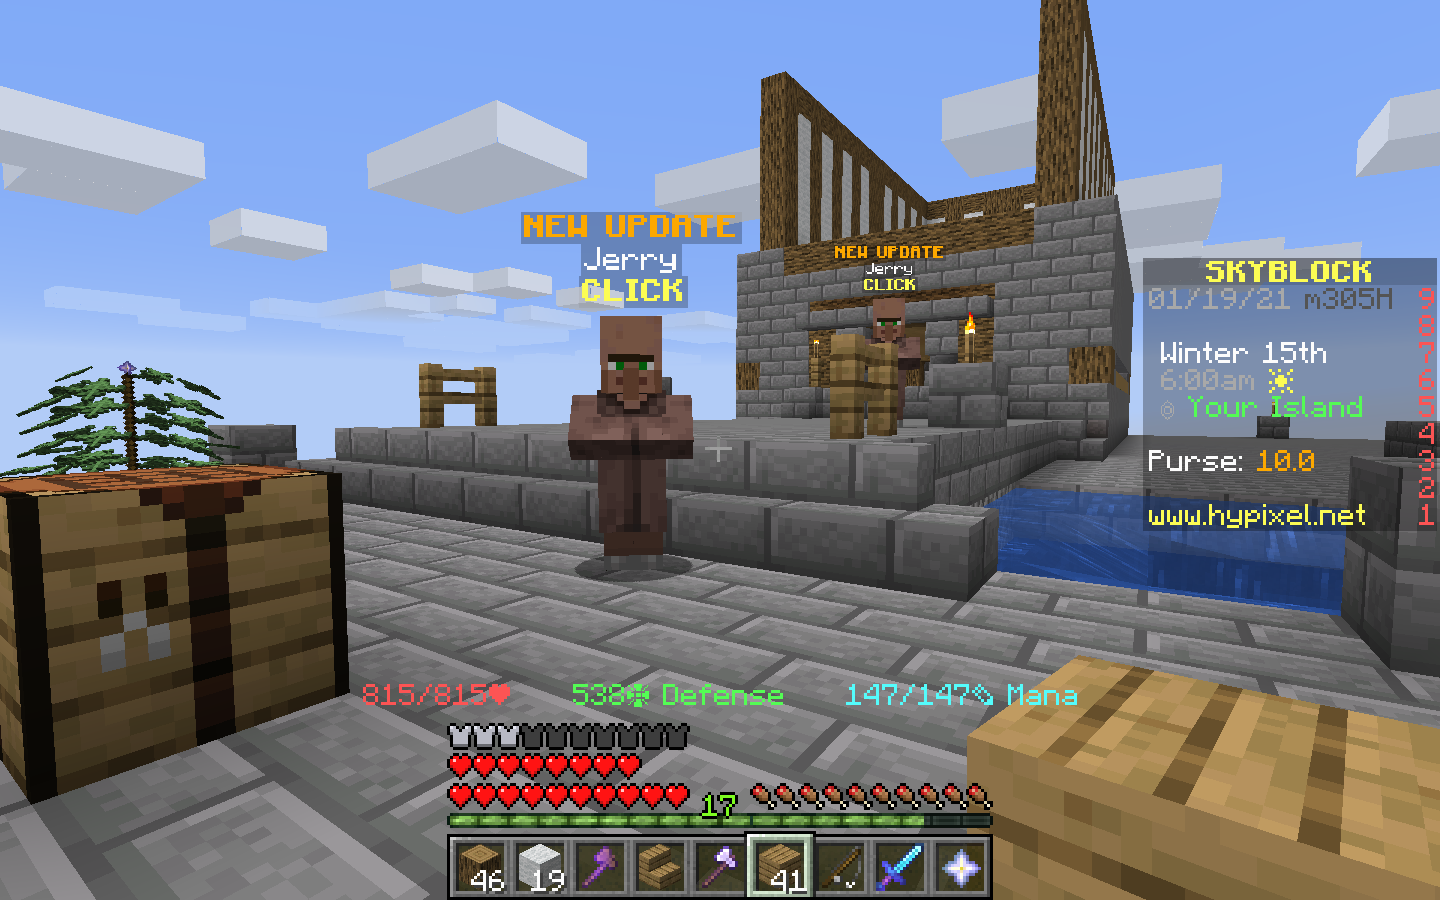 NEW UPDATE
Jerry
CLICK
NEW UPDATE
Jerry
CLICK
SKYBLOCK
01/19/21 m305H 9
8
Winter 15th 7
6:00am 6
Your Island 5
4
Purse: 10.0 3
2
www.hypixel.net 1
815/815 538 Defense 147/147 Mana
17
46 19 41